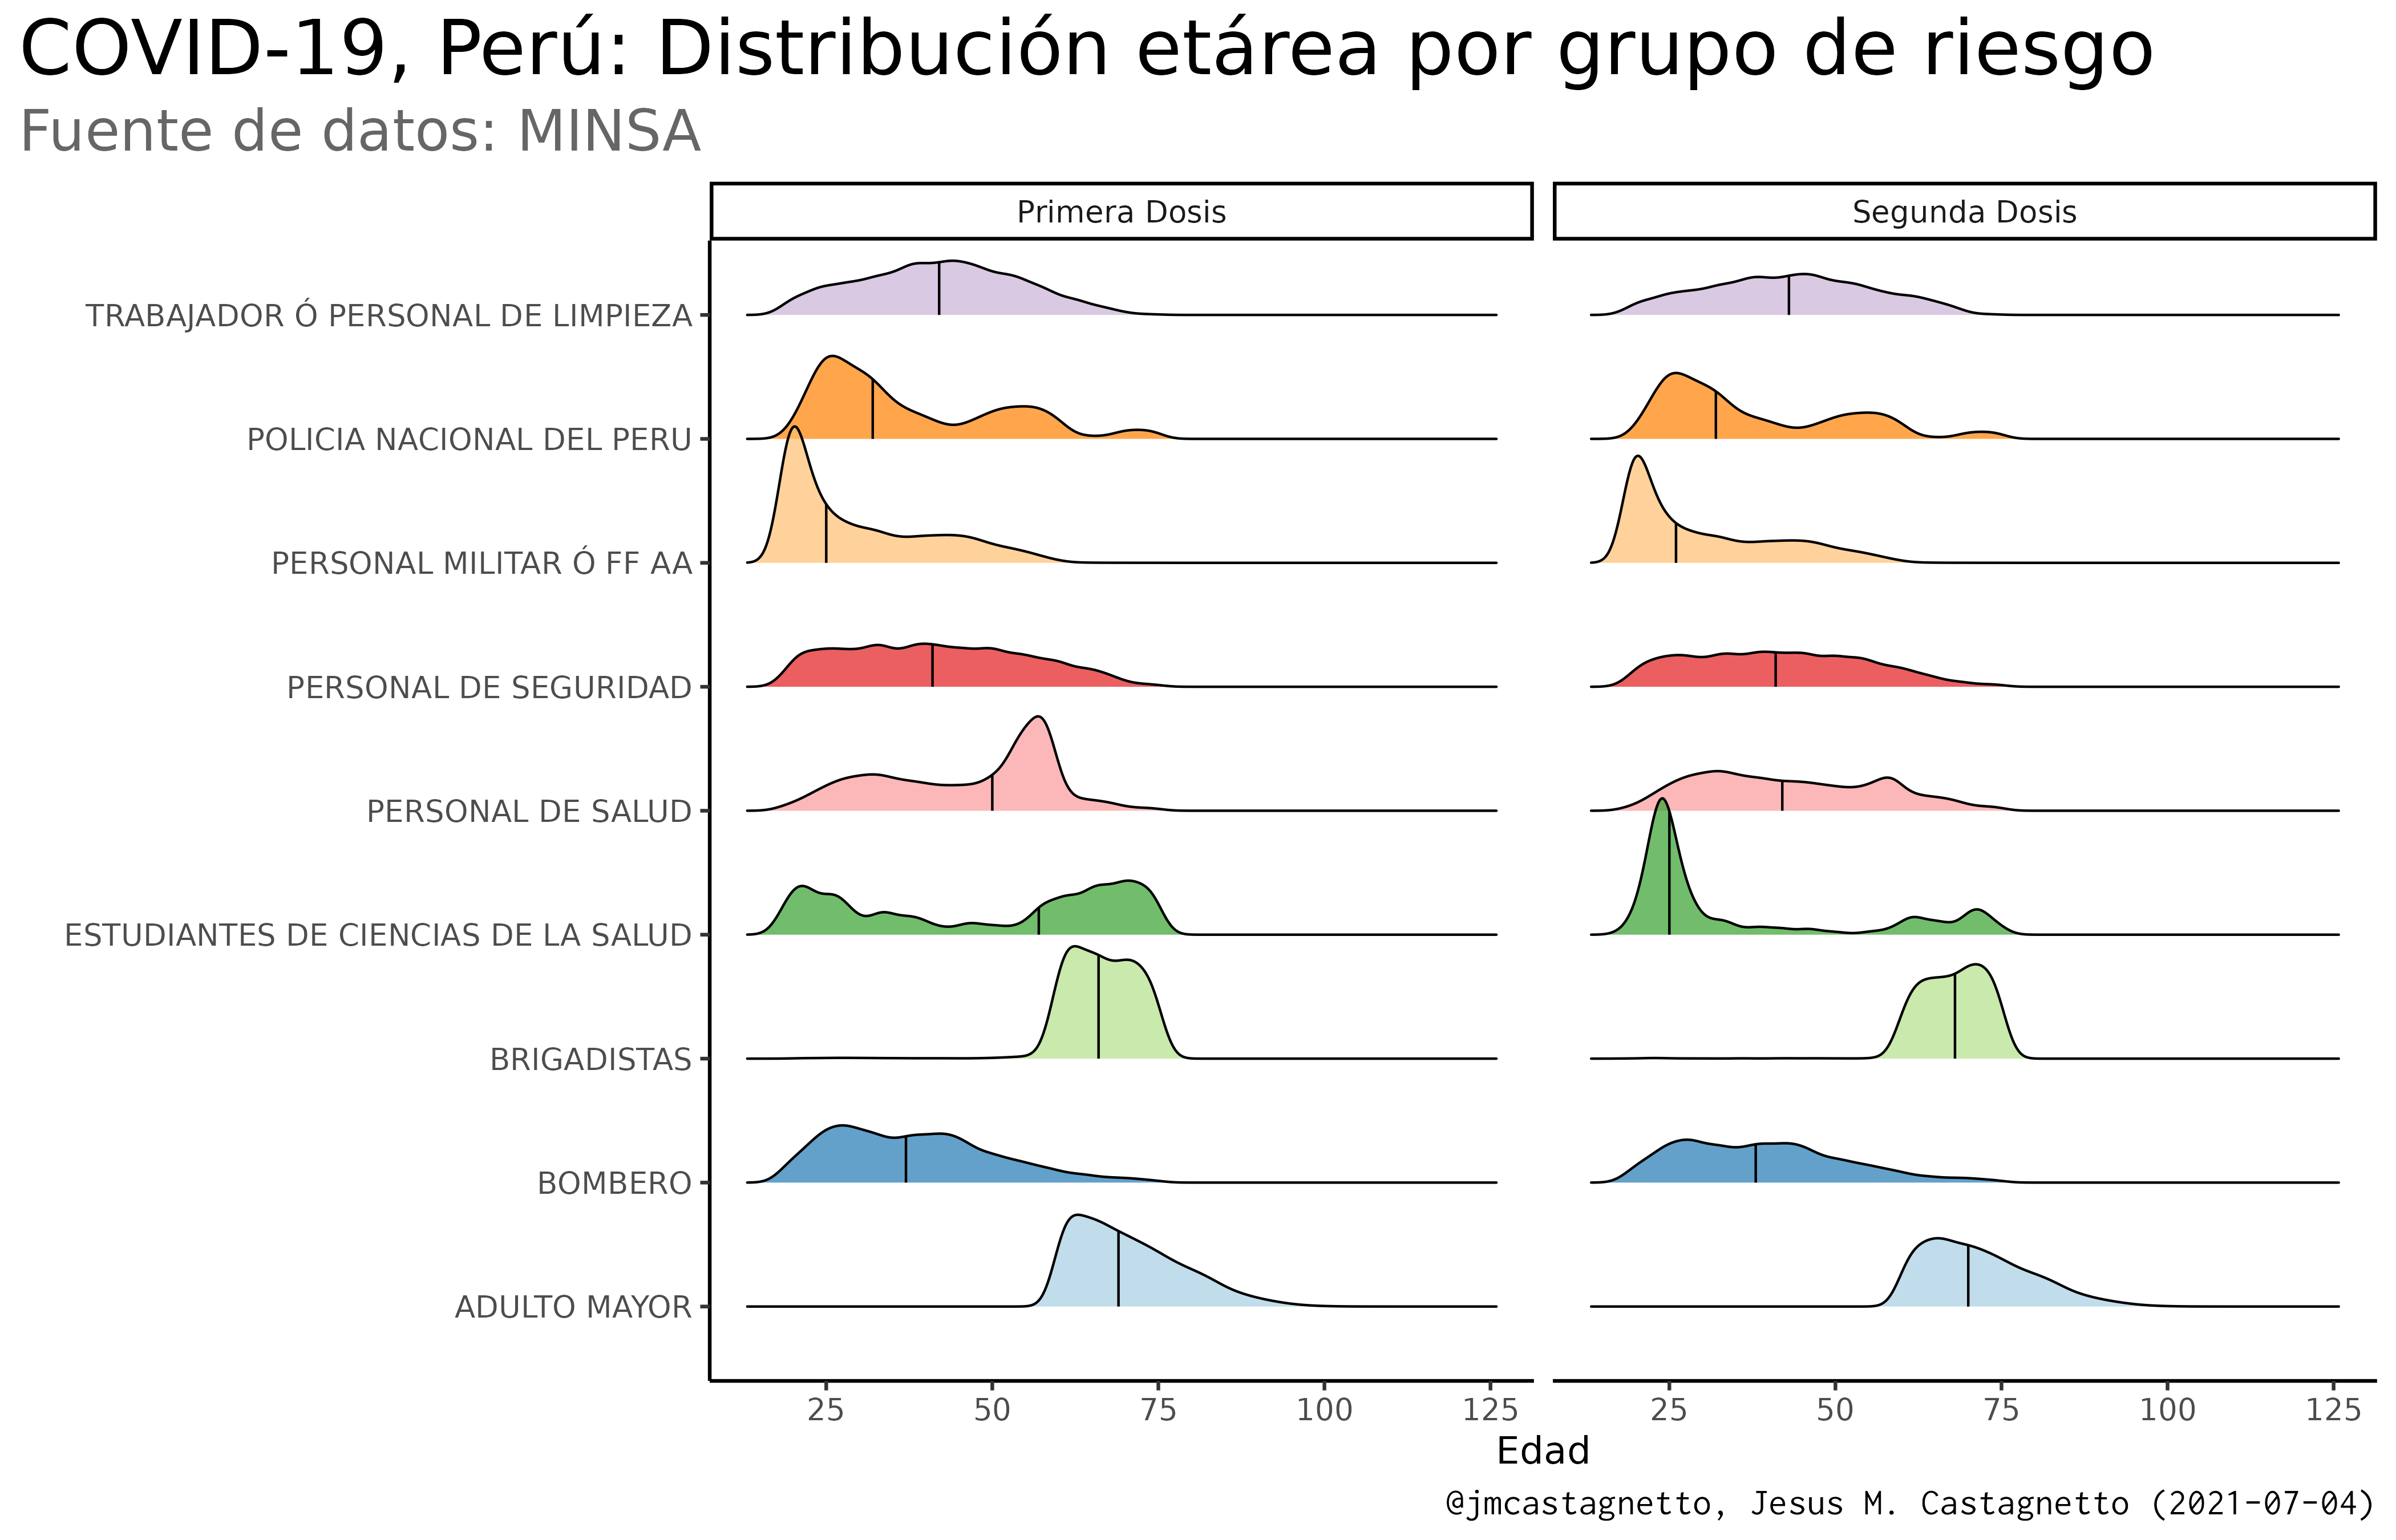 COVID-19, Perú: Distribución etárea por grupo de riesgo
Fuente de datos: MINSA
Primera Dosis
Segunda Dosis
TRABAJADOR Ó PERSONAL DE LIMPIEZA
POLICIA NACIONAL DEL PERU
PERSONAL MILITAR Ó FF AA
PERSONAL DE SEGURIDAD
PERSONAL DE SALUD
ESTUDIANTES DE CIENCIAS DE LA SALUD
BRIGADISTAS
BOMBERO
ADULTO MAYOR
25 50 75 100 125
25 50 75 100 125
Edad
@jmcastagnetto, Jesus M. Castagnetto (2021-07-04)